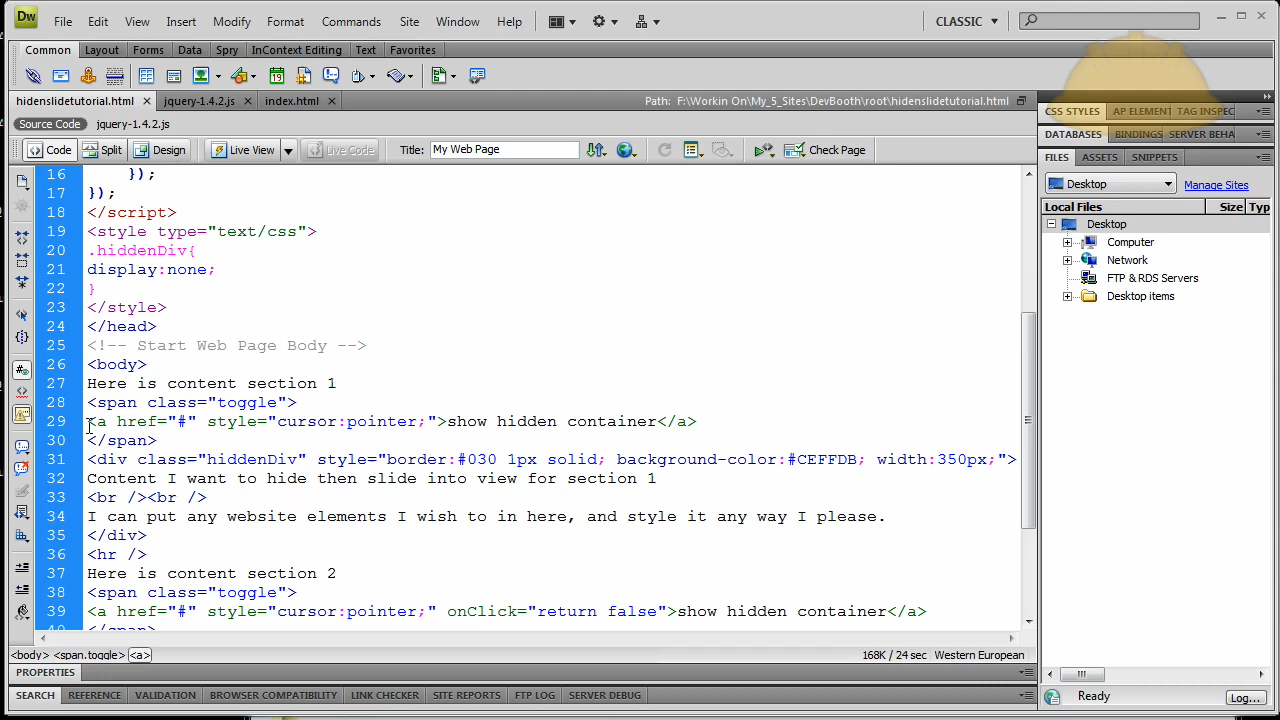 Dw File Edit View Insert Modify Format Commands Site Window Help CLASSIC
Common Layout Forms Data Spry InContext Editing Text Favorites
hidenslidetutorial.html jquery-1.4.2.js index.html Path: F:\Workin On\My_5_Sites\DevBooth\root\hidenslidetutorial.html
Source Code jquery-1.4.2.js
Code Split Design Live View Live Code Title: My Web Page Check Page
16 });
17 });
18 </script>
19 <style type="text/css">
20 .hiddenDiv{
21 display:none;
22 }
23 </style>
24 </head>
25 <!-- Start Web Page Body -->
26 <body>
27 Here is content section 1
28 <span class="toggle">
29 <a href="#" style="cursor:pointer;">show hidden container</a>
30 </span>
31 <div class="hiddenDiv" style="border:#030 1px solid; background-color:#CEFFDB; width:350px;">
32 Content I want to hide then slide into view for section 1
33 <br /><br />
34 I can put any website elements I wish to in here, and style it any way I please.
35 </div>
36 <hr />
37 Here is content section 2
38 <span class="toggle">
39 <a href="#" style="cursor:pointer;" onClick="return false">show hidden container</a>
40 </span>
<body> <span.toggle> <a> 168K / 24 sec Western European
PROPERTIES
SEARCH REFERENCE VALIDATION BROWSER COMPATIBILITY LINK CHECKER SITE REPORTS FTP LOG SERVER DEBUG
CSS STYLES AP ELEMENT TAG INSPEC
DATABASES BINDINGS SERVER BEHA
FILES ASSETS SNIPPETS
Desktop Manage Sites
Local Files Size Typ
Desktop
Computer
Network
FTP & RDS Servers
Desktop items
Ready Log...